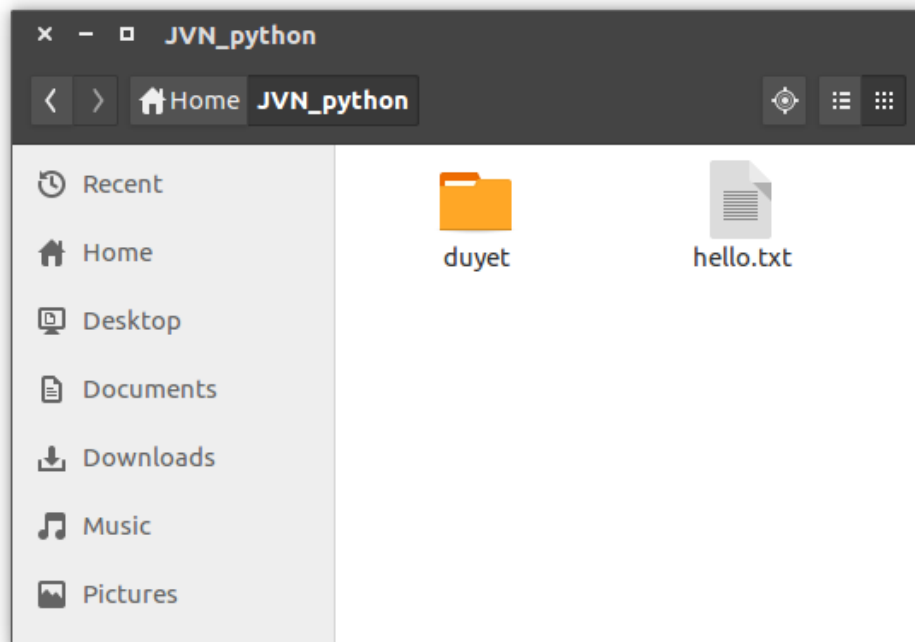 JVN_python
Home JVN_python
Recent
Home
Desktop
Documents
Downloads
Music
Pictures
duyet hello.txt